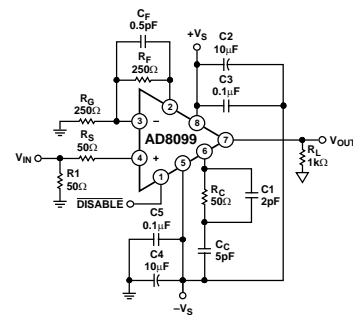 CF
0.5pF
RF
250Ω
+VS
C2
10µF
C3
0.1µF
RG
250Ω
RS
50Ω
VIN
R1
50Ω
2
3
−
8
AD8099
7
4
+
6
5
1
VOUT
RL
1kΩ
DISABLE
RC
50Ω
C1
2pF
C5
0.1µF
C4
10µF
CC
5pF
−VS